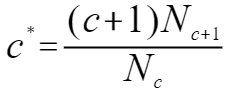 c* = (c+1)N_{c+1} / N_c